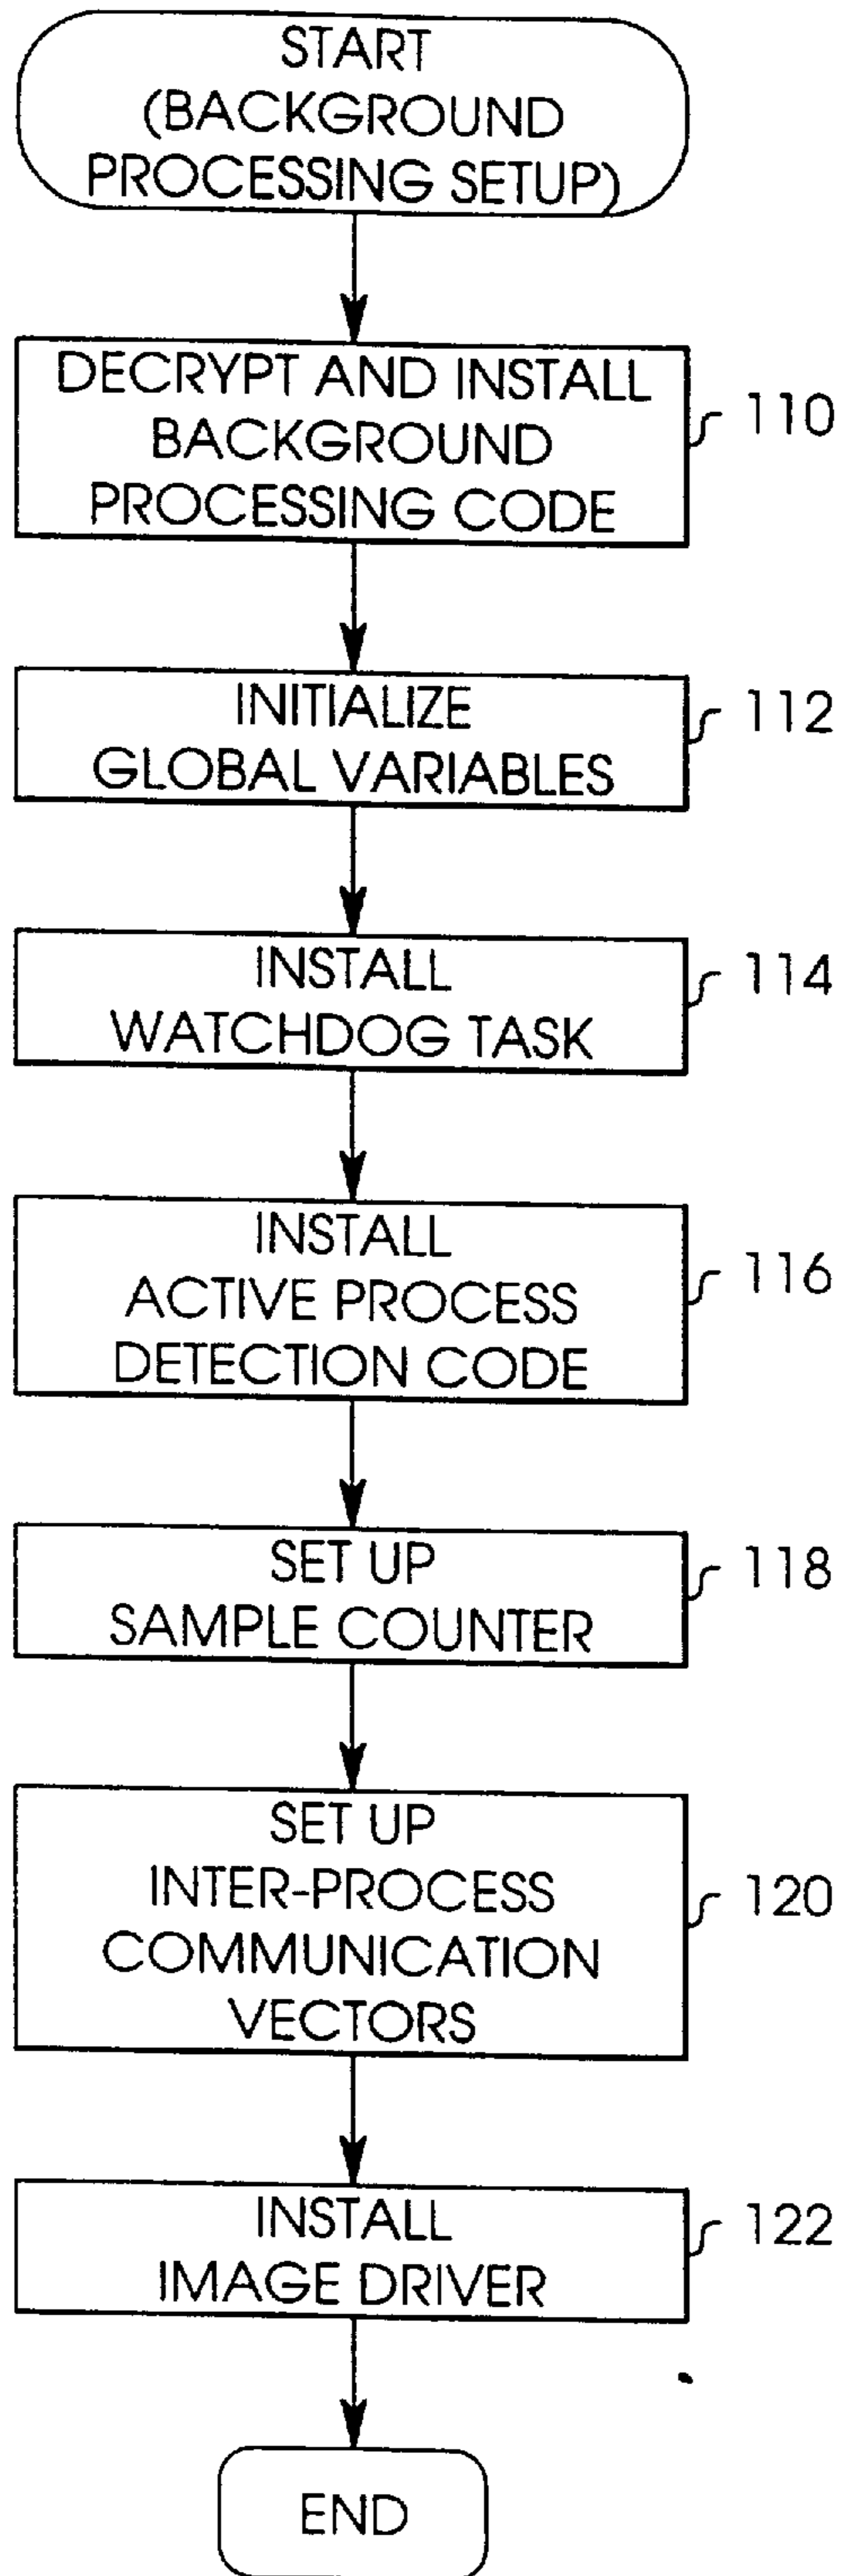 START
(BACKGROUND
PROCESSING SETUP)
DECRYPT AND INSTALL
BACKGROUND
PROCESSING CODE
110
INITIALIZE
GLOBAL VARIABLES
112
INSTALL
WATCHDOG TASK
114
INSTALL
ACTIVE PROCESS
DETECTION CODE
116
SET UP
SAMPLE COUNTER
118
SET UP
INTER-PROCESS
COMMUNICATION
VECTORS
120
INSTALL
IMAGE DRIVER
122
END